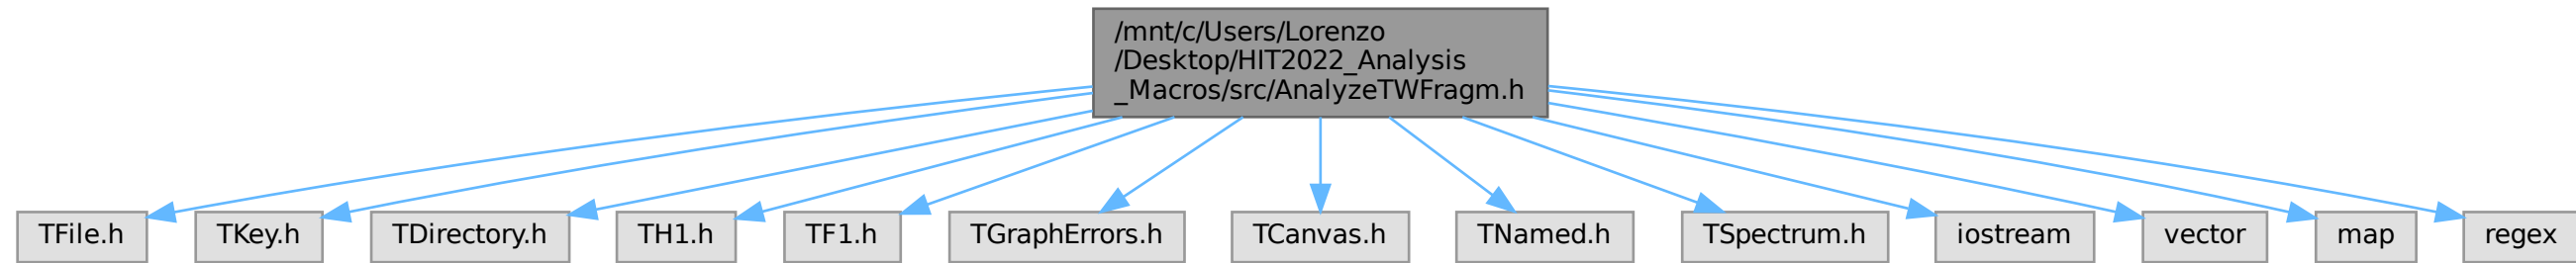 /mnt/c/Users/Lorenzo
/Desktop/HIT2022_Analysis
_Macros/src/AnalyzeTWFragm.h
TFile.h
TKey.h
TDirectory.h
TH1.h
TF1.h
TGraphErrors.h
TCanvas.h
TNamed.h
TSpectrum.h
iostream
vector
map
regex